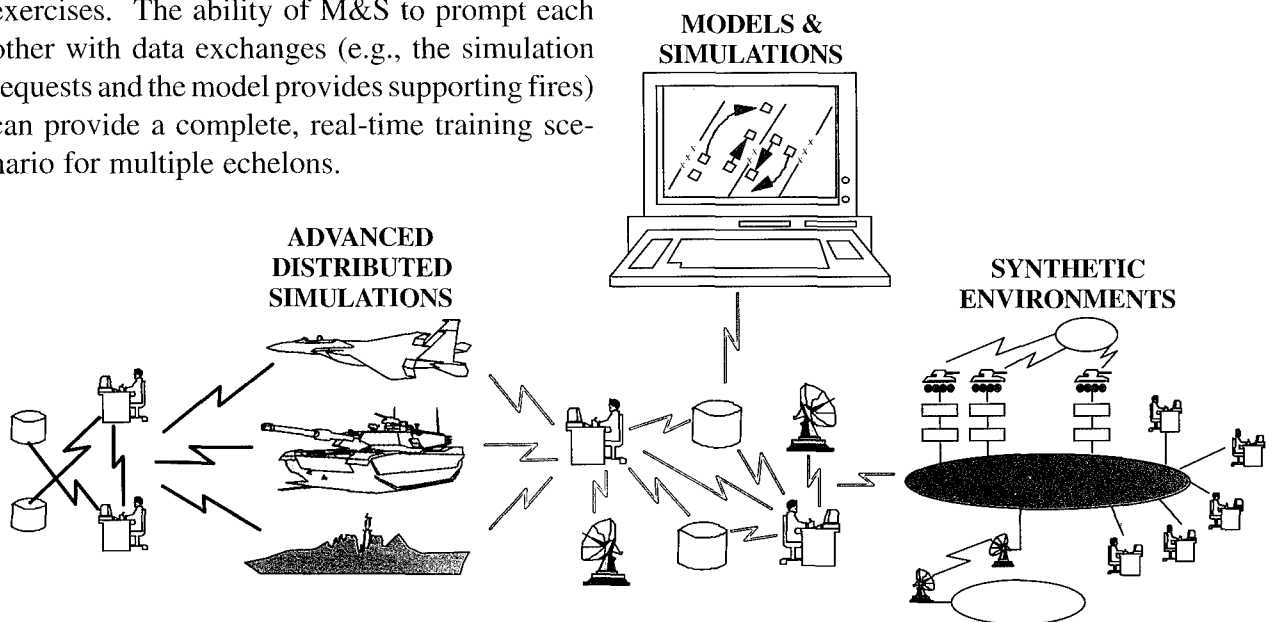 exercises. The ability of M&S to prompt each
other with data exchanges (e.g., the simulation
requests and the model provides supporting fires)
can provide a complete, real-time training sce-
nario for multiple echelons.
MODELS &
SIMULATIONS
ADVANCED
DISTRIBUTED
SIMULATIONS
SYNTHETIC
ENVIRONMENTS